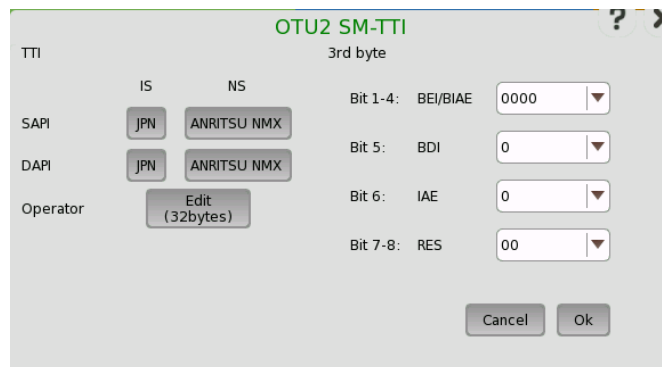 OTU2 SM-TTI
?
TTI
3rd byte
IS NS
SAPI JPN ANRITSU NMX
DAPI JPN ANRITSU NMX
Operator Edit
(32bytes)
Bit 1-4: BEI/BIAE 0000
Bit 5: BDI 0
Bit 6: IAE 0
Bit 7-8: RES 00
Cancel Ok